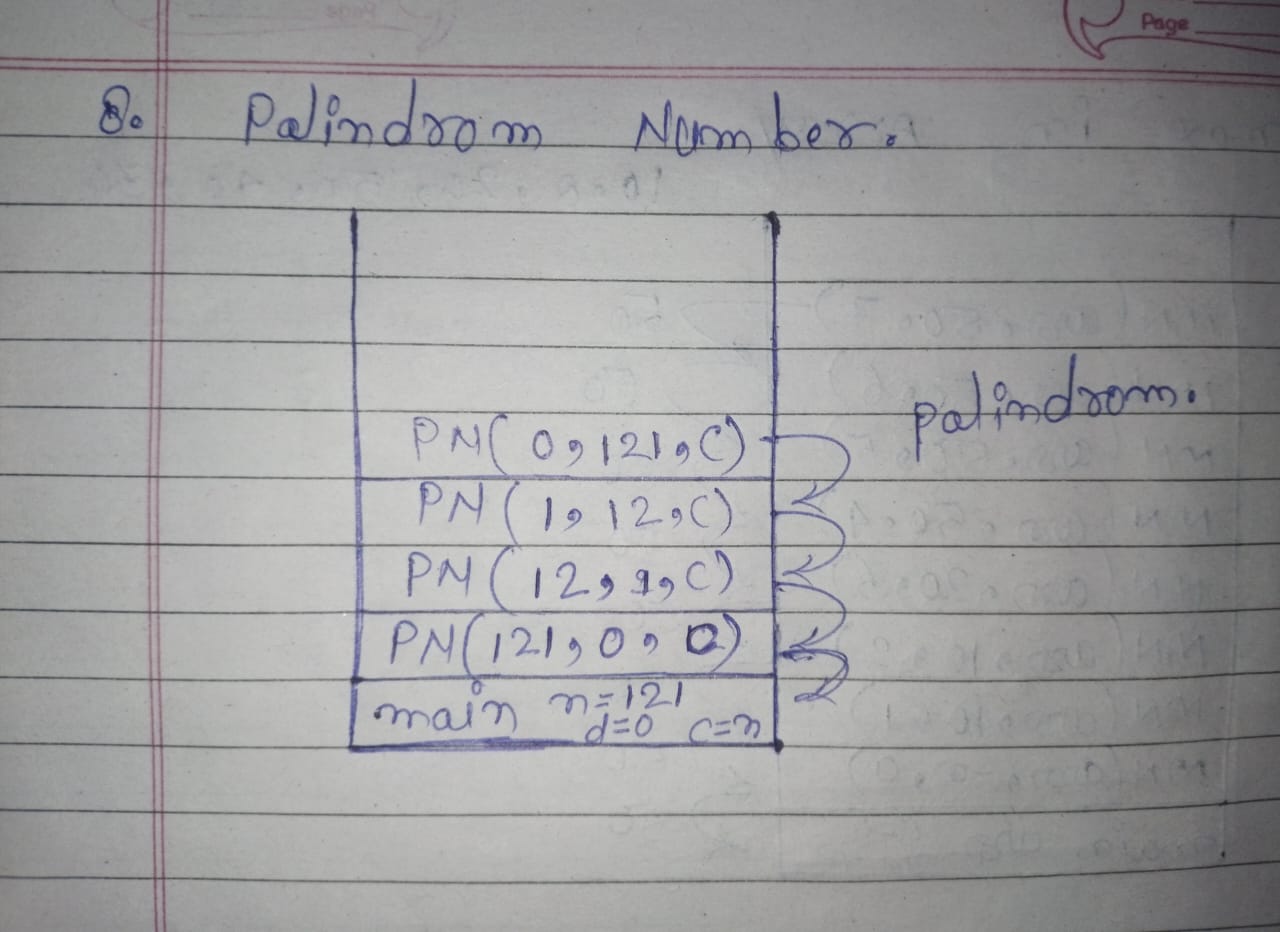 Page
8. Palindrom Number.
palindrom.
PN(0,121,C)
PN(1,12,C)
PN(12,1,C)
PN(121,0,C)
main n=121
d=0 c=n